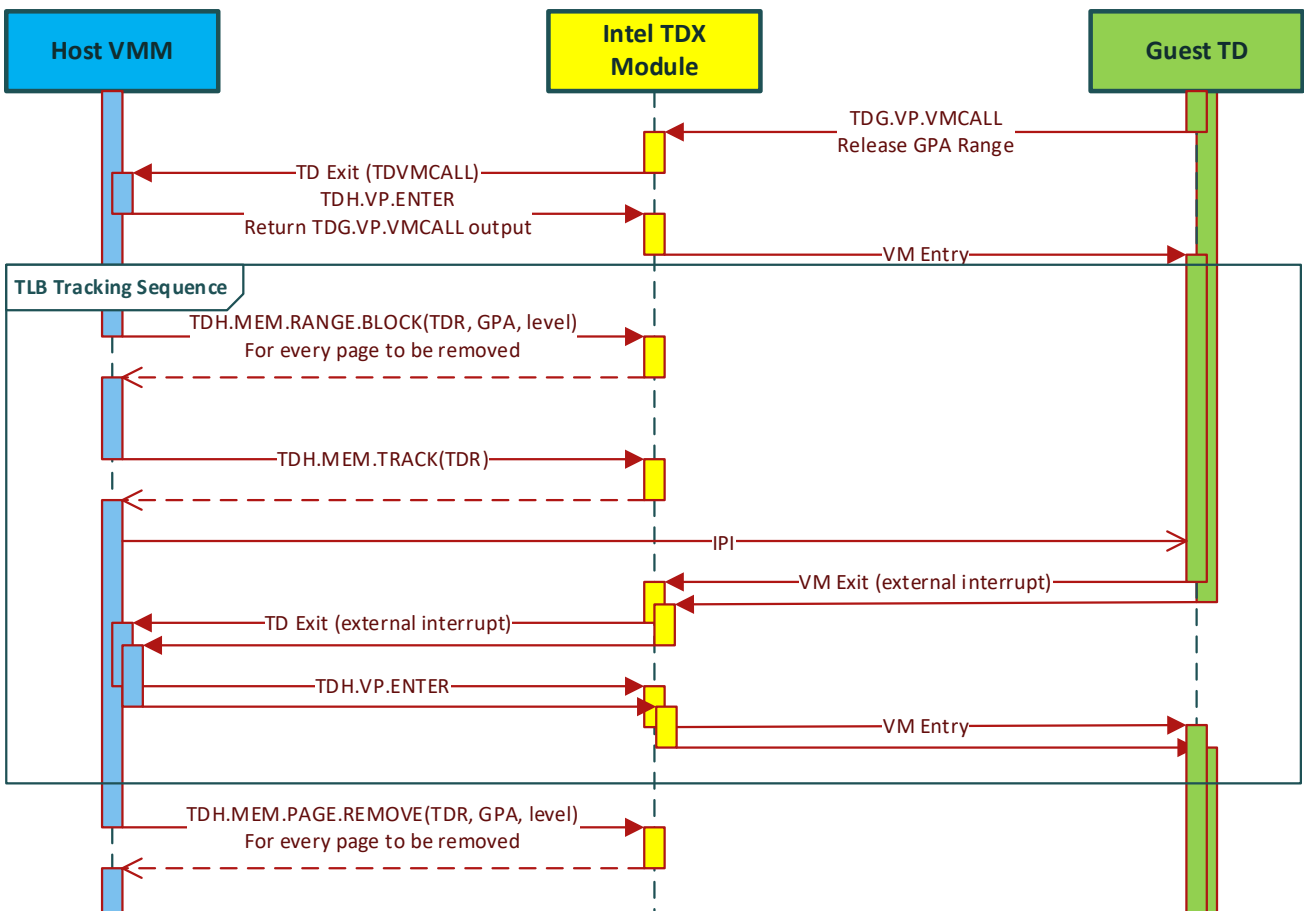 Host VMM
Intel TDX
Module
Guest TD
TDG.VP.VMCALL
Release GPA Range
TD Exit (TDVMCALL)
TDH.VP.ENTER
Return TDG.VP.VMCALL output
VM Entry
TLB Tracking Sequence
TDH.MEM.RANGE.BLOCK(TDR, GPA, level)
For every page to be removed
TDH.MEM.TRACK(TDR)
IPI
VM Exit (external interrupt)
TD Exit (external interrupt)
TDH.VP.ENTER
VM Entry
TDH.MEM.PAGE.REMOVE(TDR, GPA, level)
For every page to be removed